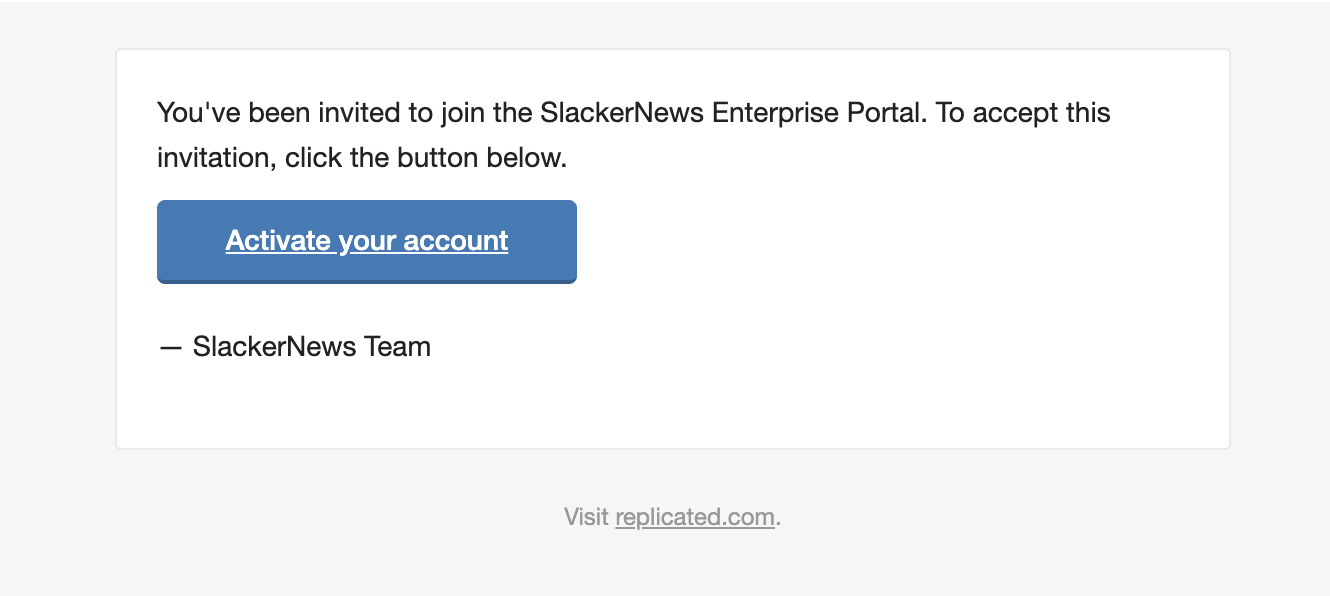 You've been invited to join the SlackerNews Enterprise Portal. To accept this
invitation, click the button below.
Activate your account
— SlackerNews Team
Visit replicated.com.